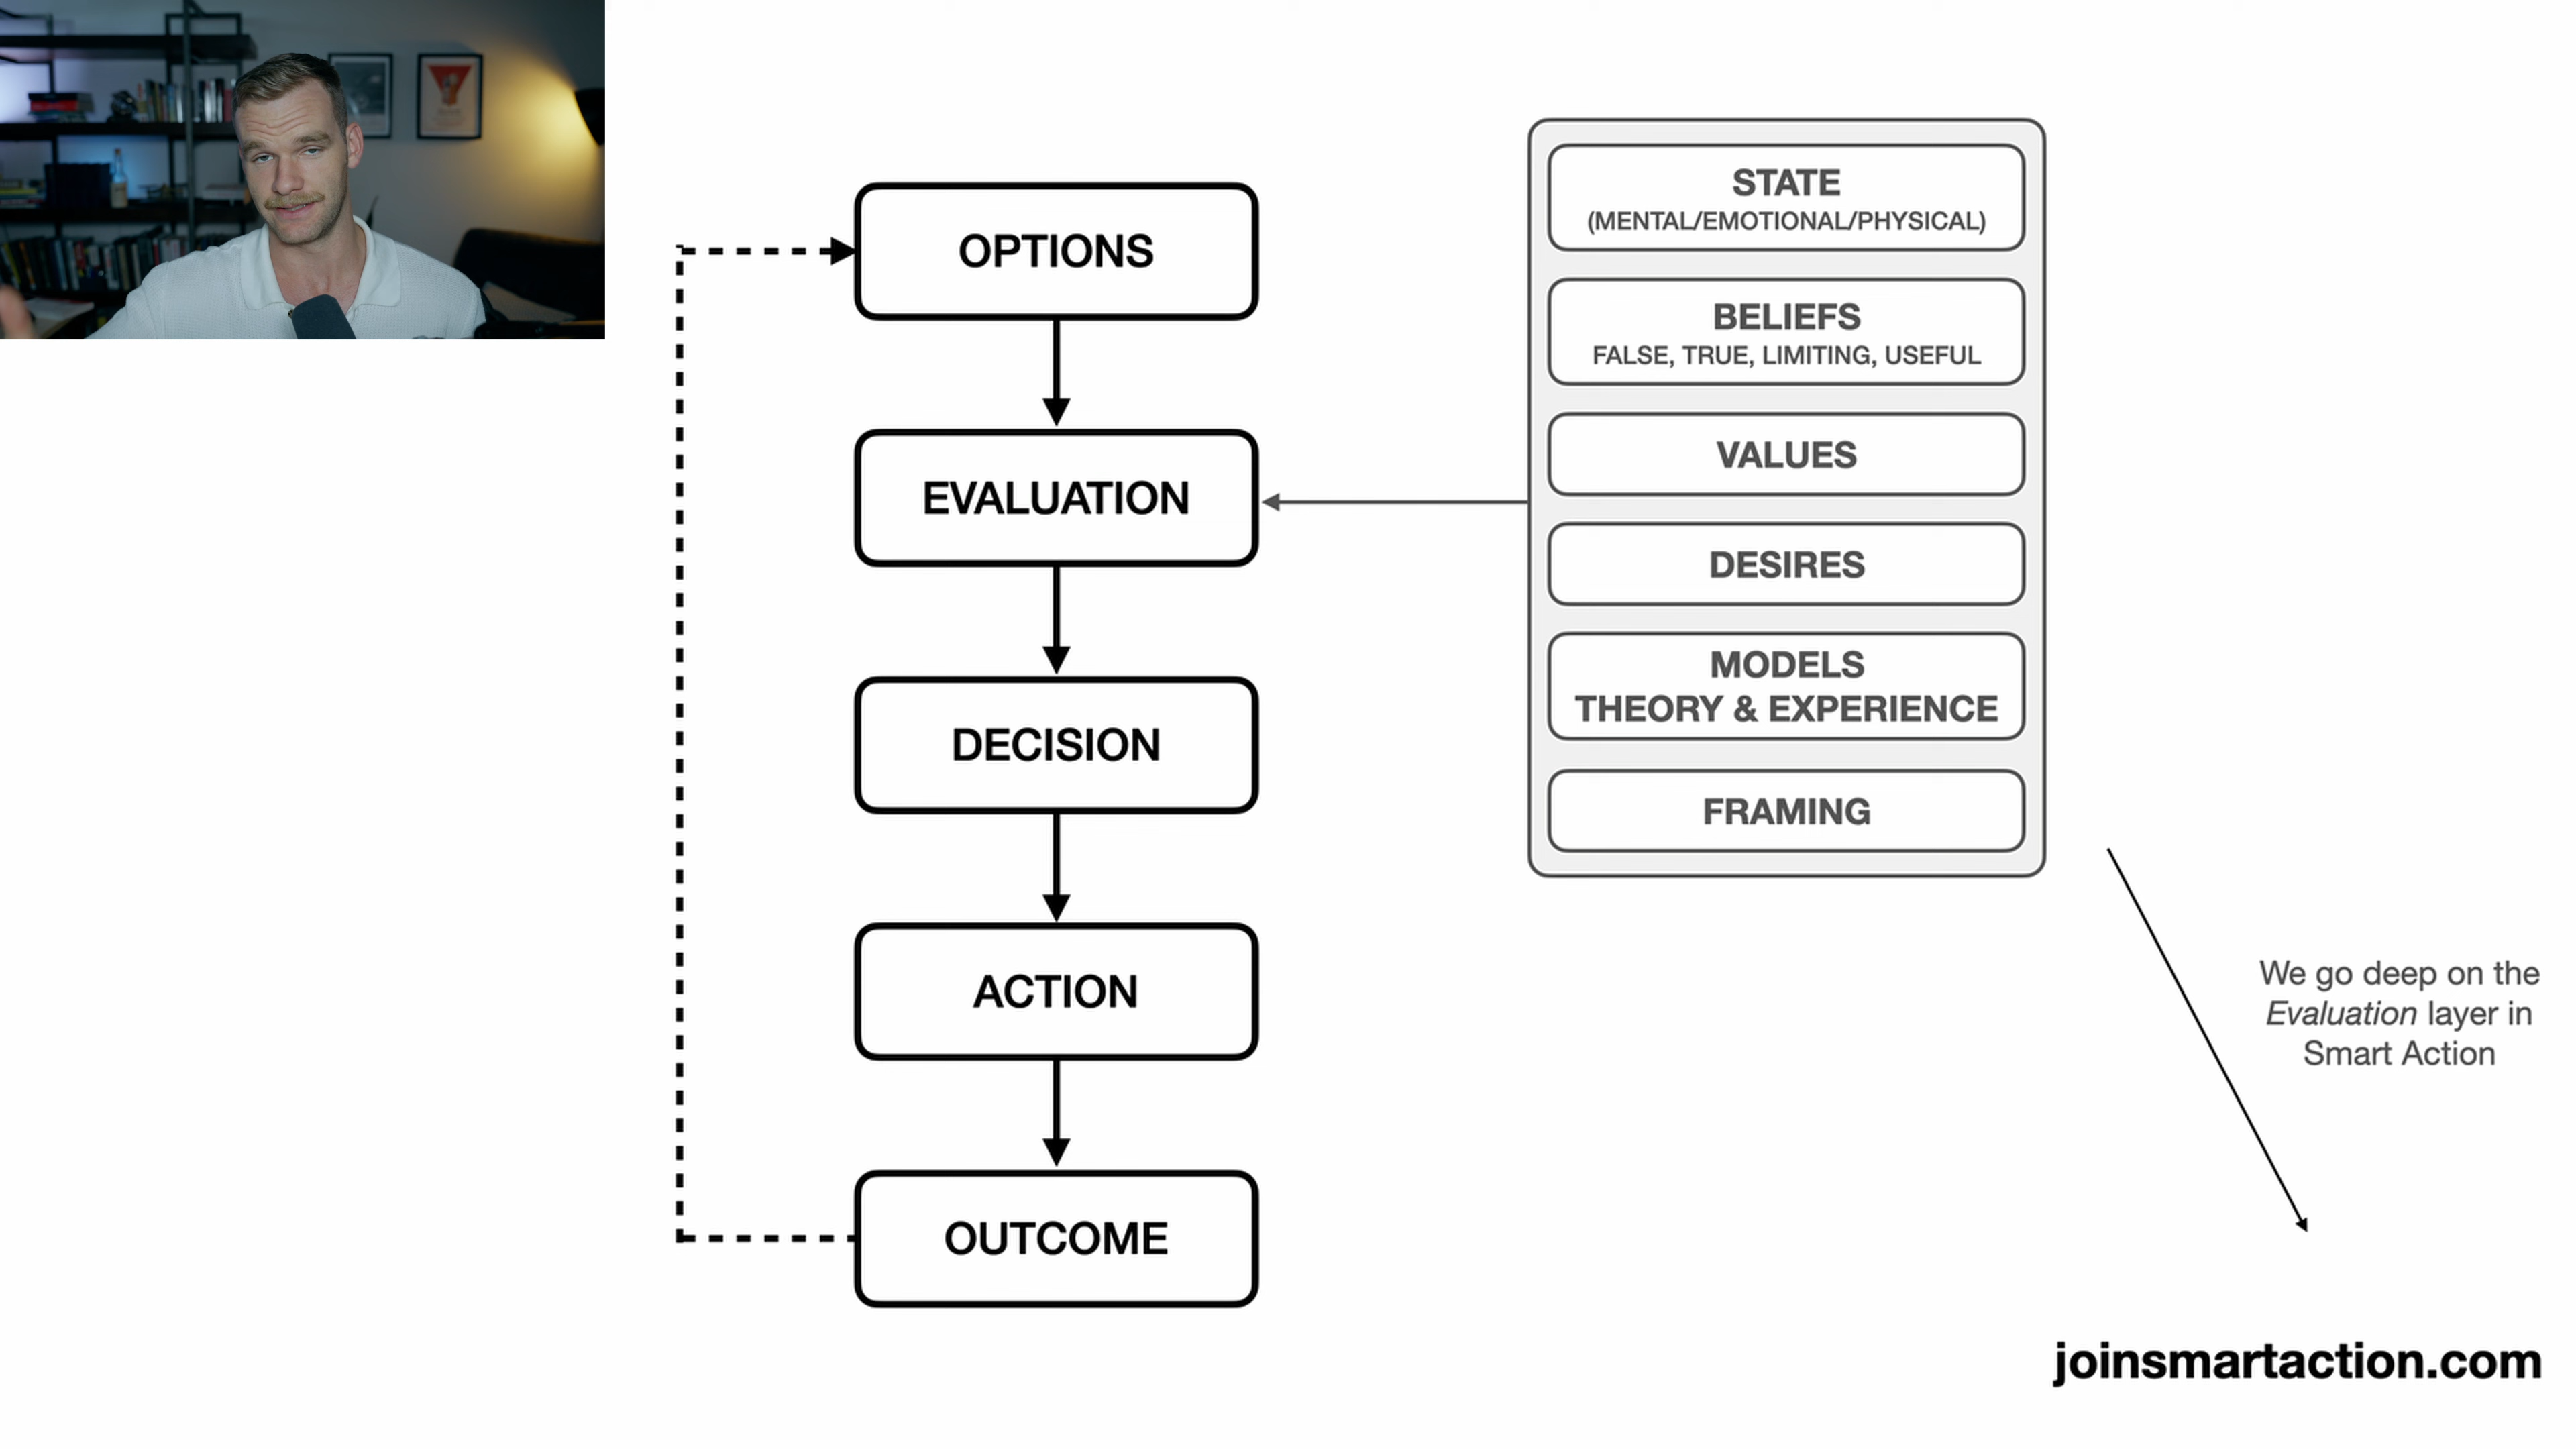 OPTIONS
EVALUATION
DECISION
ACTION
OUTCOME
STATE
(MENTAL/EMOTIONAL/PHYSICAL)
BELIEFS
FALSE, TRUE, LIMITING, USEFUL
VALUES
DESIRES
MODELS
THEORY & EXPERIENCE
FRAMING
We go deep on the
Evaluation layer in
Smart Action
joinsmartaction.com